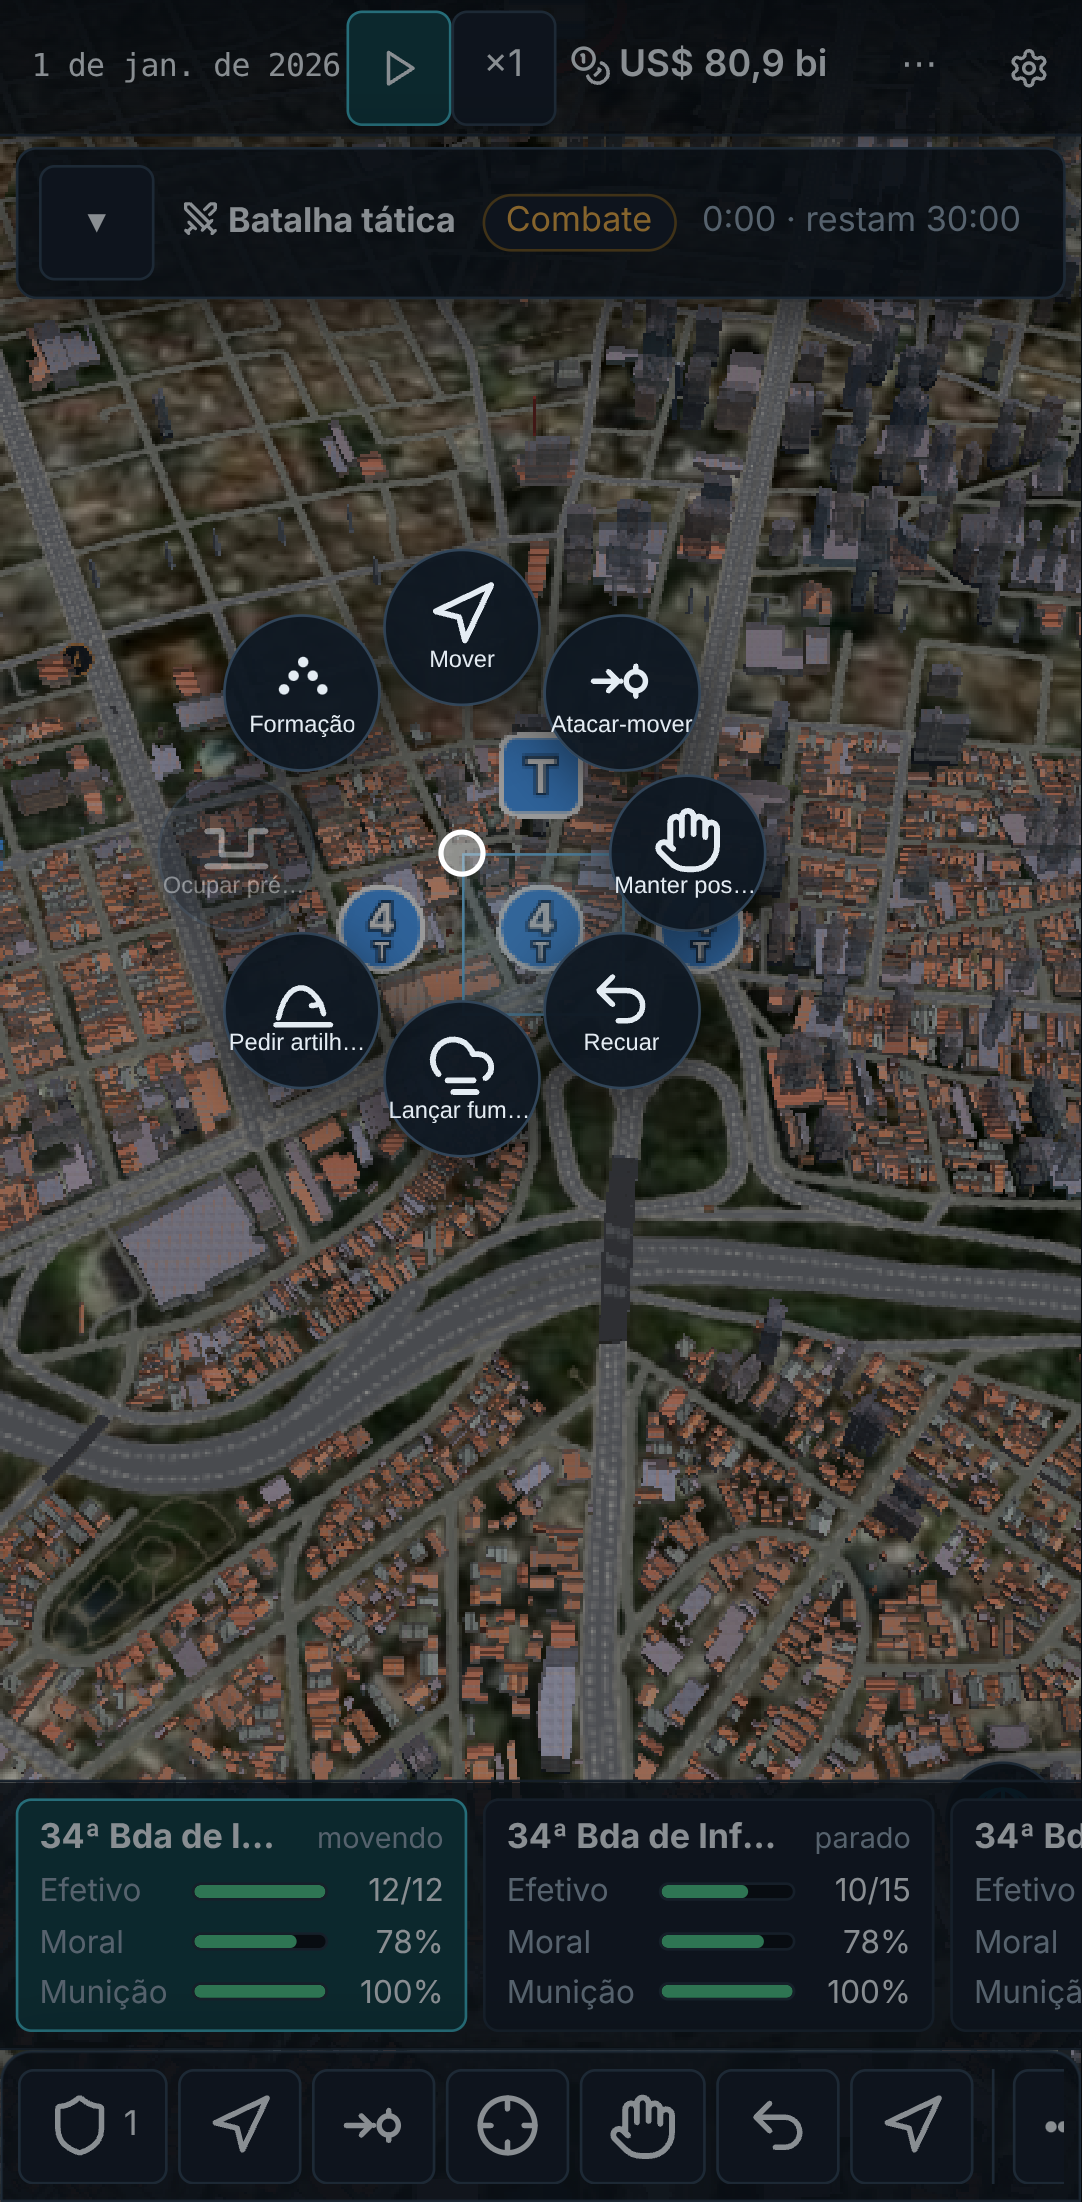 1 de jan. de 2026 ×1 US$ 80,9 bi ...
▼ Batalha tática Combate 0:00 · restam 30:00
Mover
Formação
Atacar-mover
T
Manter pos…
Ocupar pré…
4
T
4
T
T
Pedir artilh…
Recuar
Lançar fum…
34ª Bda de I… movendo
Efetivo 12/12
Moral 78%
Munição 100%
34ª Bda de Inf… parado
Efetivo 10/15
Moral 78%
Munição 100%
34ª Bd
Efetivo
Moral
Muniçã
1